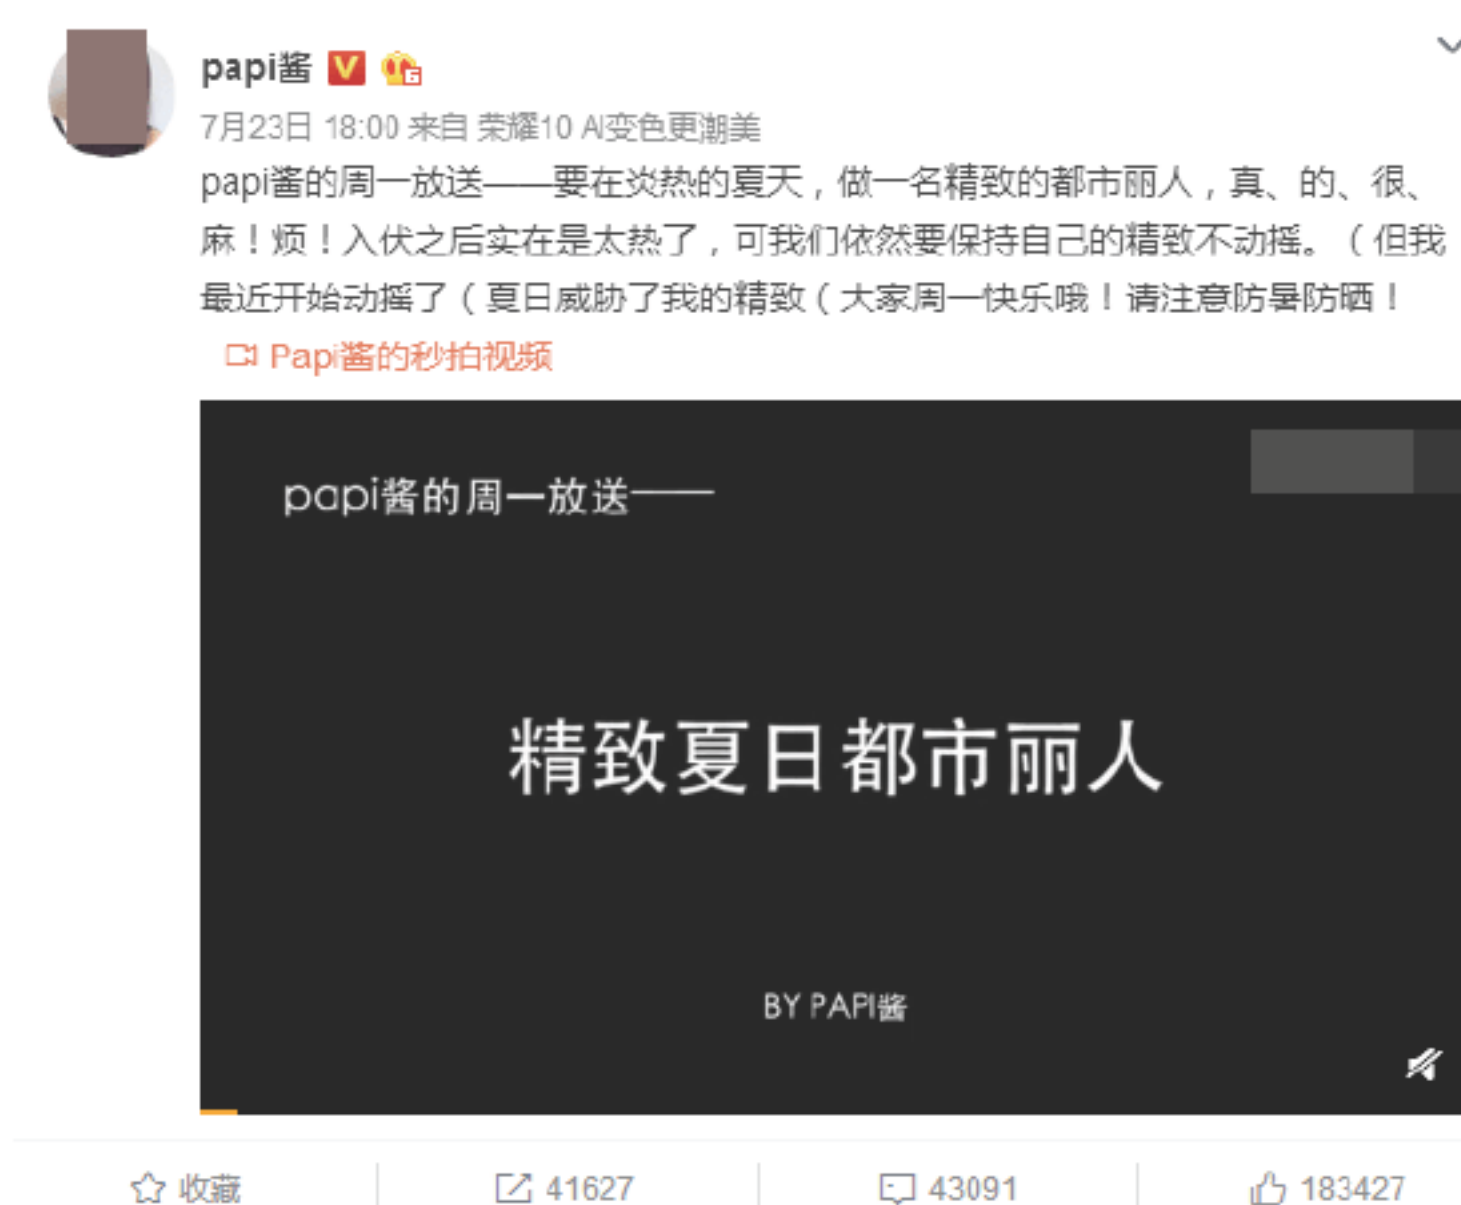 papi酱
7月23日 18:00 来自 荣耀10 AI变色更潮美
papi酱的周一放送——要在炎热的夏天，做一名精致的都市丽人，真、的、很、
麻！烦！入伏之后实在是太热了，可我们依然要保持自己的精致不动摇。（但我
最近开始动摇了（夏日威胁了我的精致（大家周一快乐哦！请注意防暑防晒！
Papi酱的秒拍视频
papi酱的周一放送——
精致夏日都市丽人
BY PAPI酱
收藏 41627 43091 183427